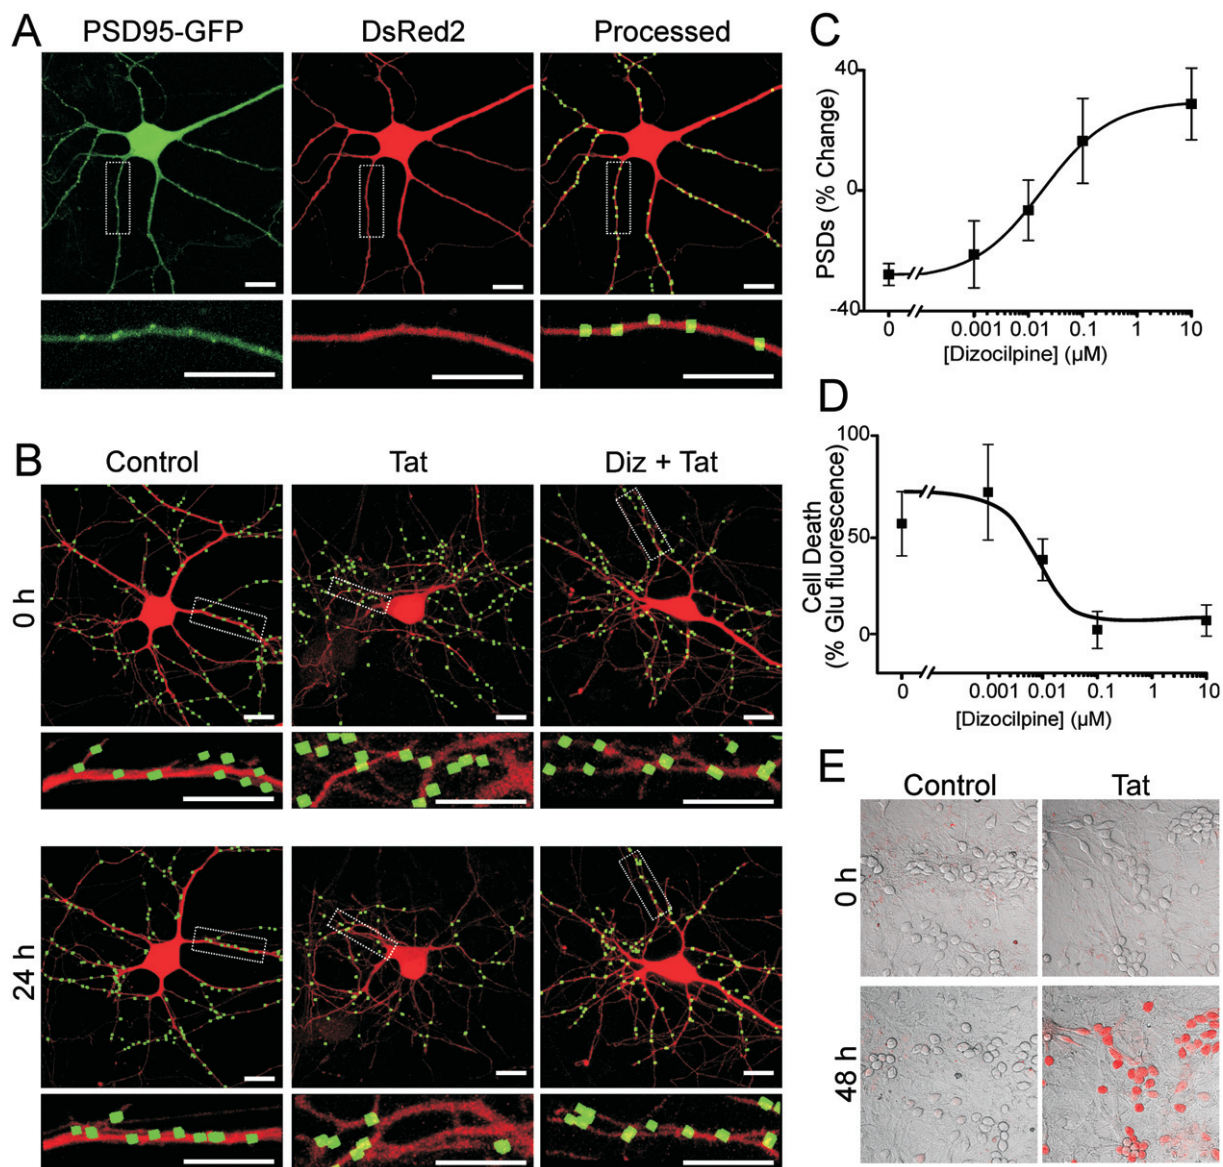 A
PSD95-GFP
DsRed2
Processed
B
Control
Tat
Diz + Tat
0 h
24 h
C
PSDs (% Change)
40
0
-40
0
0.001
0.01
0.1
1
10
[Dizocilpine] (µM)
D
Cell Death
(% Glu fluorescence)
100
50
0
0
0.001
0.01
0.1
1
10
[Dizocilpine] (µM)
E
Control
Tat
0 h
48 h